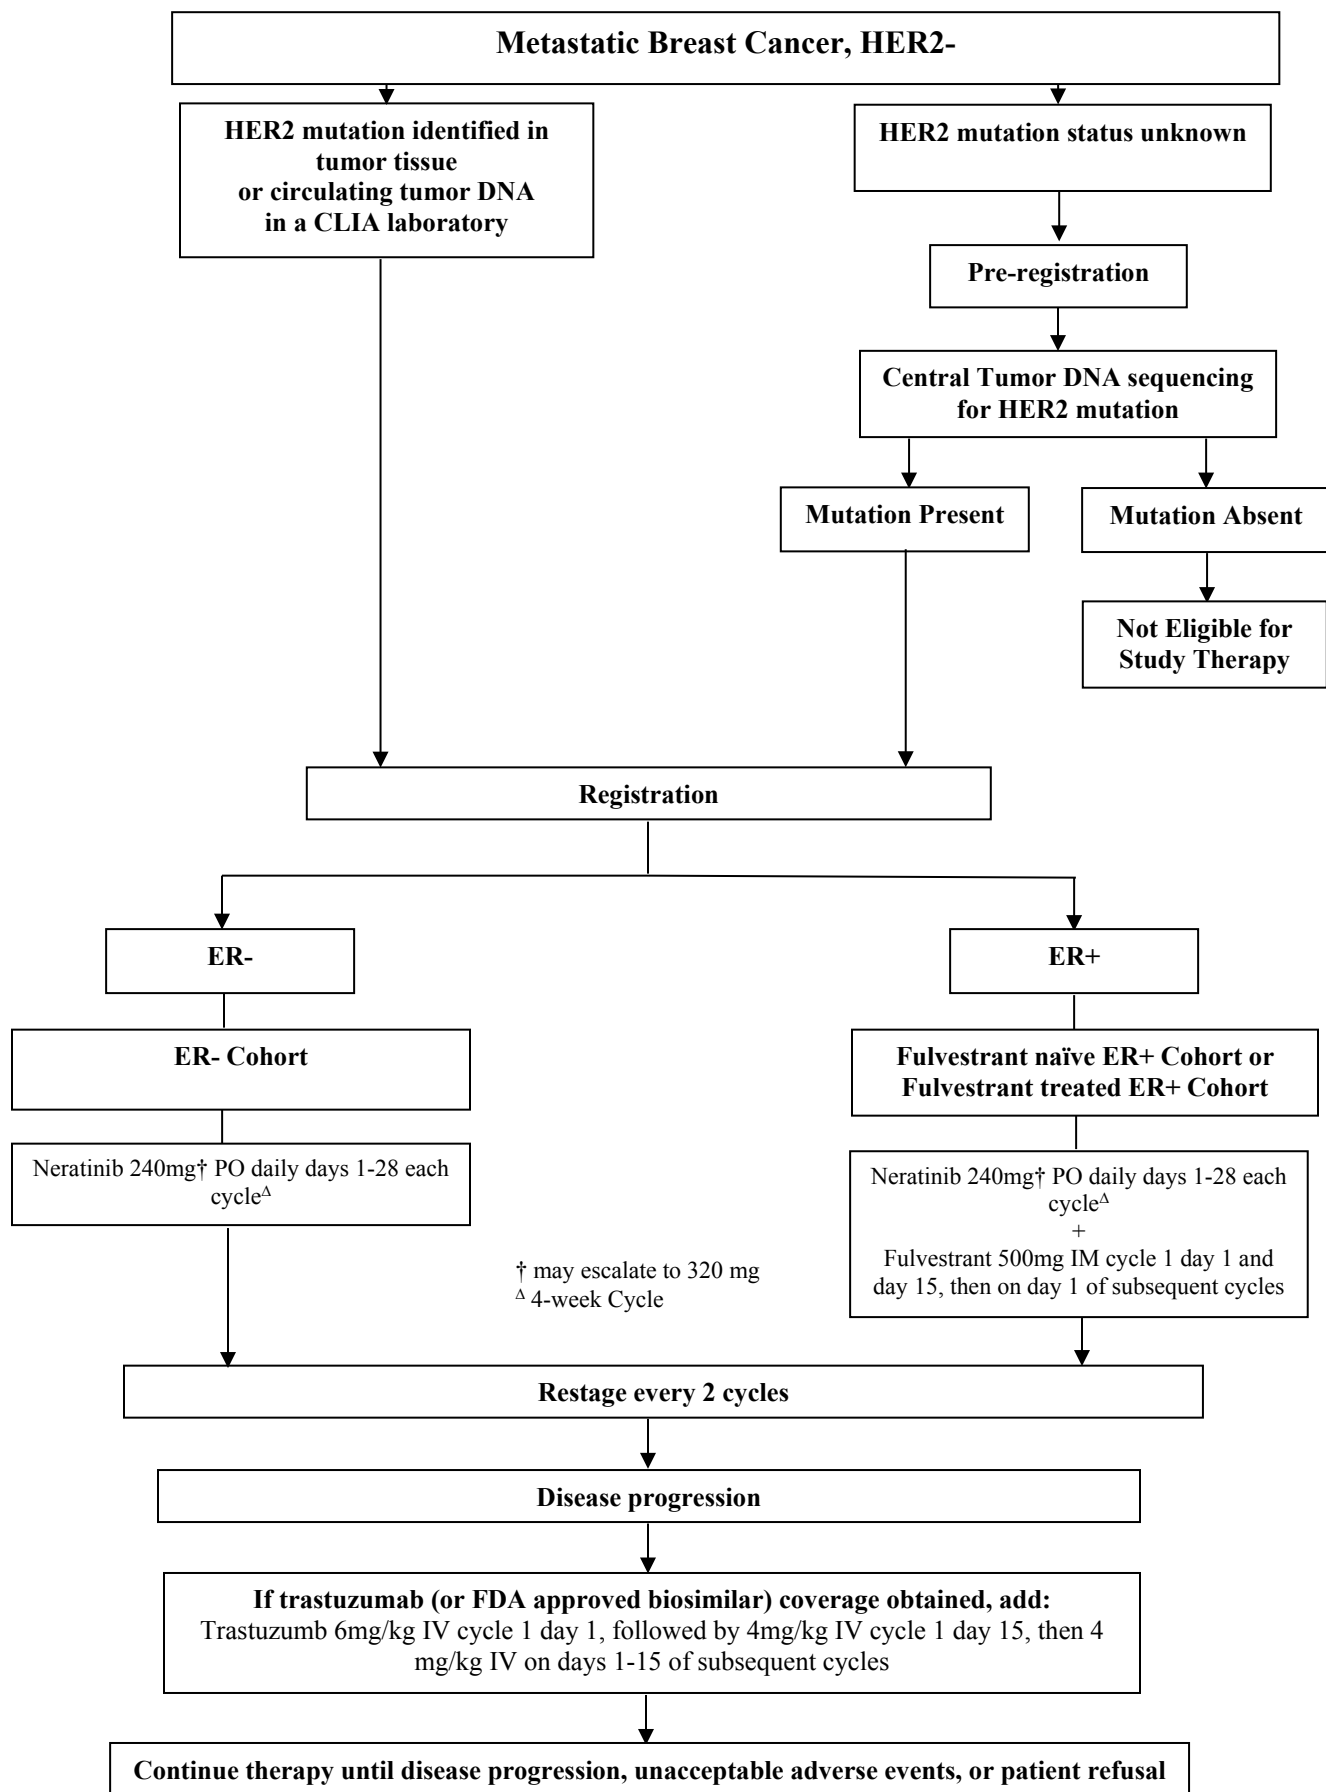 Metastatic Breast Cancer, HER2-
HER2 mutation identified in
tumor tissue
or circulating tumor DNA
in a CLIA laboratory
HER2 mutation status unknown
Pre-registration
Central Tumor DNA sequencing
for HER2 mutation
Mutation Present
Mutation Absent
Not Eligible for
Study Therapy
Registration
ER-
ER+
ER- Cohort
Fulvestrant naïve ER+ Cohort or
Fulvestrant treated ER+ Cohort
Neratinib 240mg† PO daily days 1-28 each
cycleΔ
Neratinib 240mg† PO daily days 1-28 each
cycleΔ
+
Fulvestrant 500mg IM cycle 1 day 1 and
day 15, then on day 1 of subsequent cycles
† may escalate to 320 mg
Δ 4-week Cycle
Restage every 2 cycles
Disease progression
If trastuzumab (or FDA approved biosimilar) coverage obtained, add:
Trastuzumb 6mg/kg IV cycle 1 day 1, followed by 4mg/kg IV cycle 1 day 15, then 4
mg/kg IV on days 1-15 of subsequent cycles
Continue therapy until disease progression, unacceptable adverse events, or patient refusal